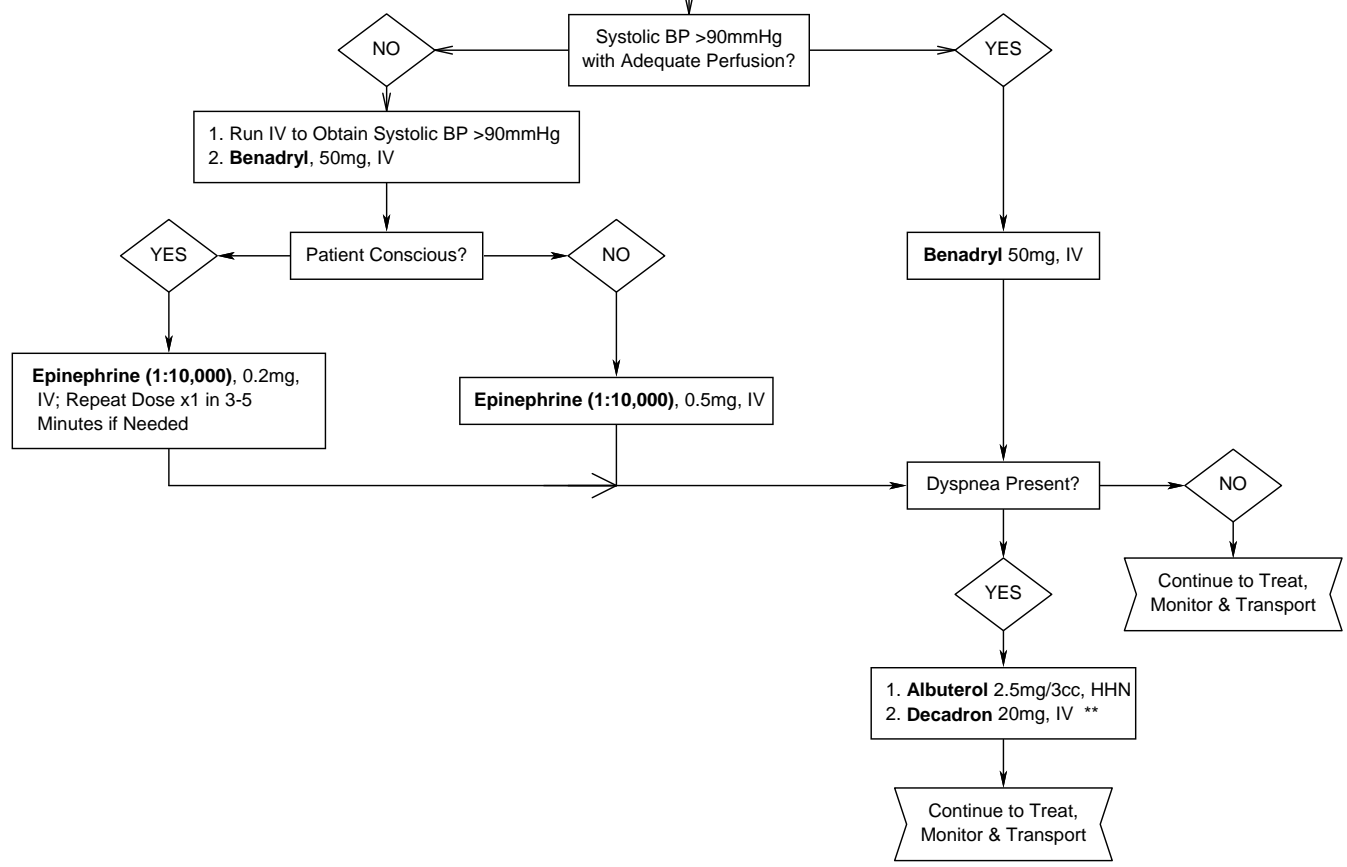 Systolic BP >90mmHg
with Adequate Perfusion?
NO
YES
1. Run IV to Obtain Systolic BP >90mmHg
2. Benadryl, 50mg, IV
YES
Patient Conscious?
NO
Benadryl 50mg, IV
Epinephrine (1:10,000), 0.2mg,
IV; Repeat Dose x1 in 3-5
Minutes if Needed
Epinephrine (1:10,000), 0.5mg, IV
Dyspnea Present?
NO
YES
Continue to Treat,
Monitor & Transport
1. Albuterol 2.5mg/3cc, HHN
2. Decadron 20mg, IV **
Continue to Treat,
Monitor & Transport